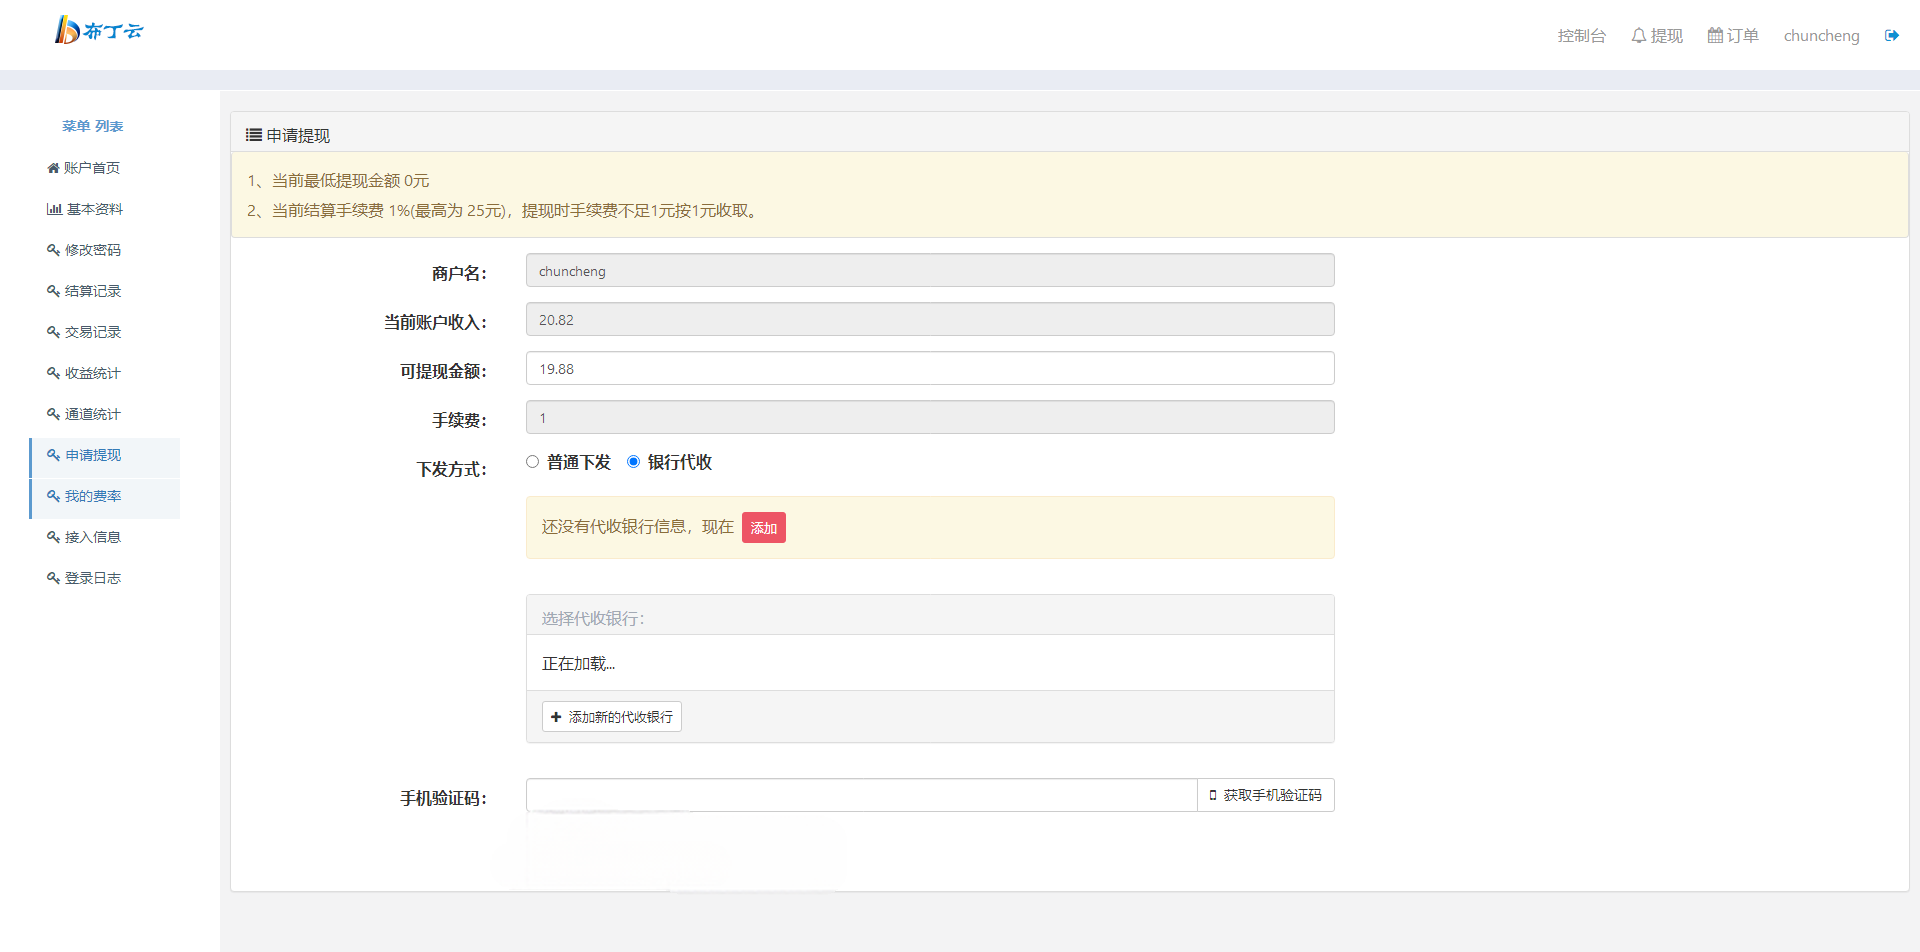 布丁云
控制台 提现 订单 chuncheng
菜单 列表
账户首页
基本资料
修改密码
结算记录
交易记录
收益统计
通道统计
申请提现
我的费率
接入信息
登录日志
申请提现
1、当前最低提现金额 0元
2、当前结算手续费 1%(最高为 25元)，提现时手续费不足1元按1元收取。
商户名： chuncheng
当前账户收入： 20.82
可提现金额： 19.88
手续费： 1
下发方式： 普通下发 银行代收
还没有代收银行信息，现在 添加
选择代收银行：
正在加载...
添加新的代收银行
手机验证码： 获取手机验证码